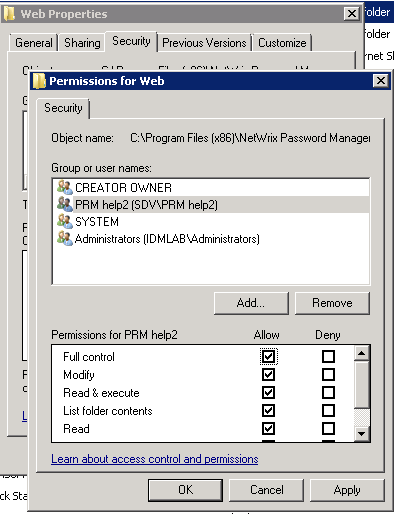 Web Properties
older
General
Sharing
Security
Previous Versions
Customize
Permissions for Web
Security
Object name: C:\Program Files (x86)\NetWrix Password Manager
Group or user names:
CREATOR OWNER
PRM help2 (SDV\PRM help2)
SYSTEM
Administrators (IDMLAB\Administrators)
Add...
Remove
Permissions for PRM help2 Allow Deny
Full control
Modify
Read & execute
List folder contents
Read
Learn about access control and permissions
OK
Cancel
Apply
ck Sta